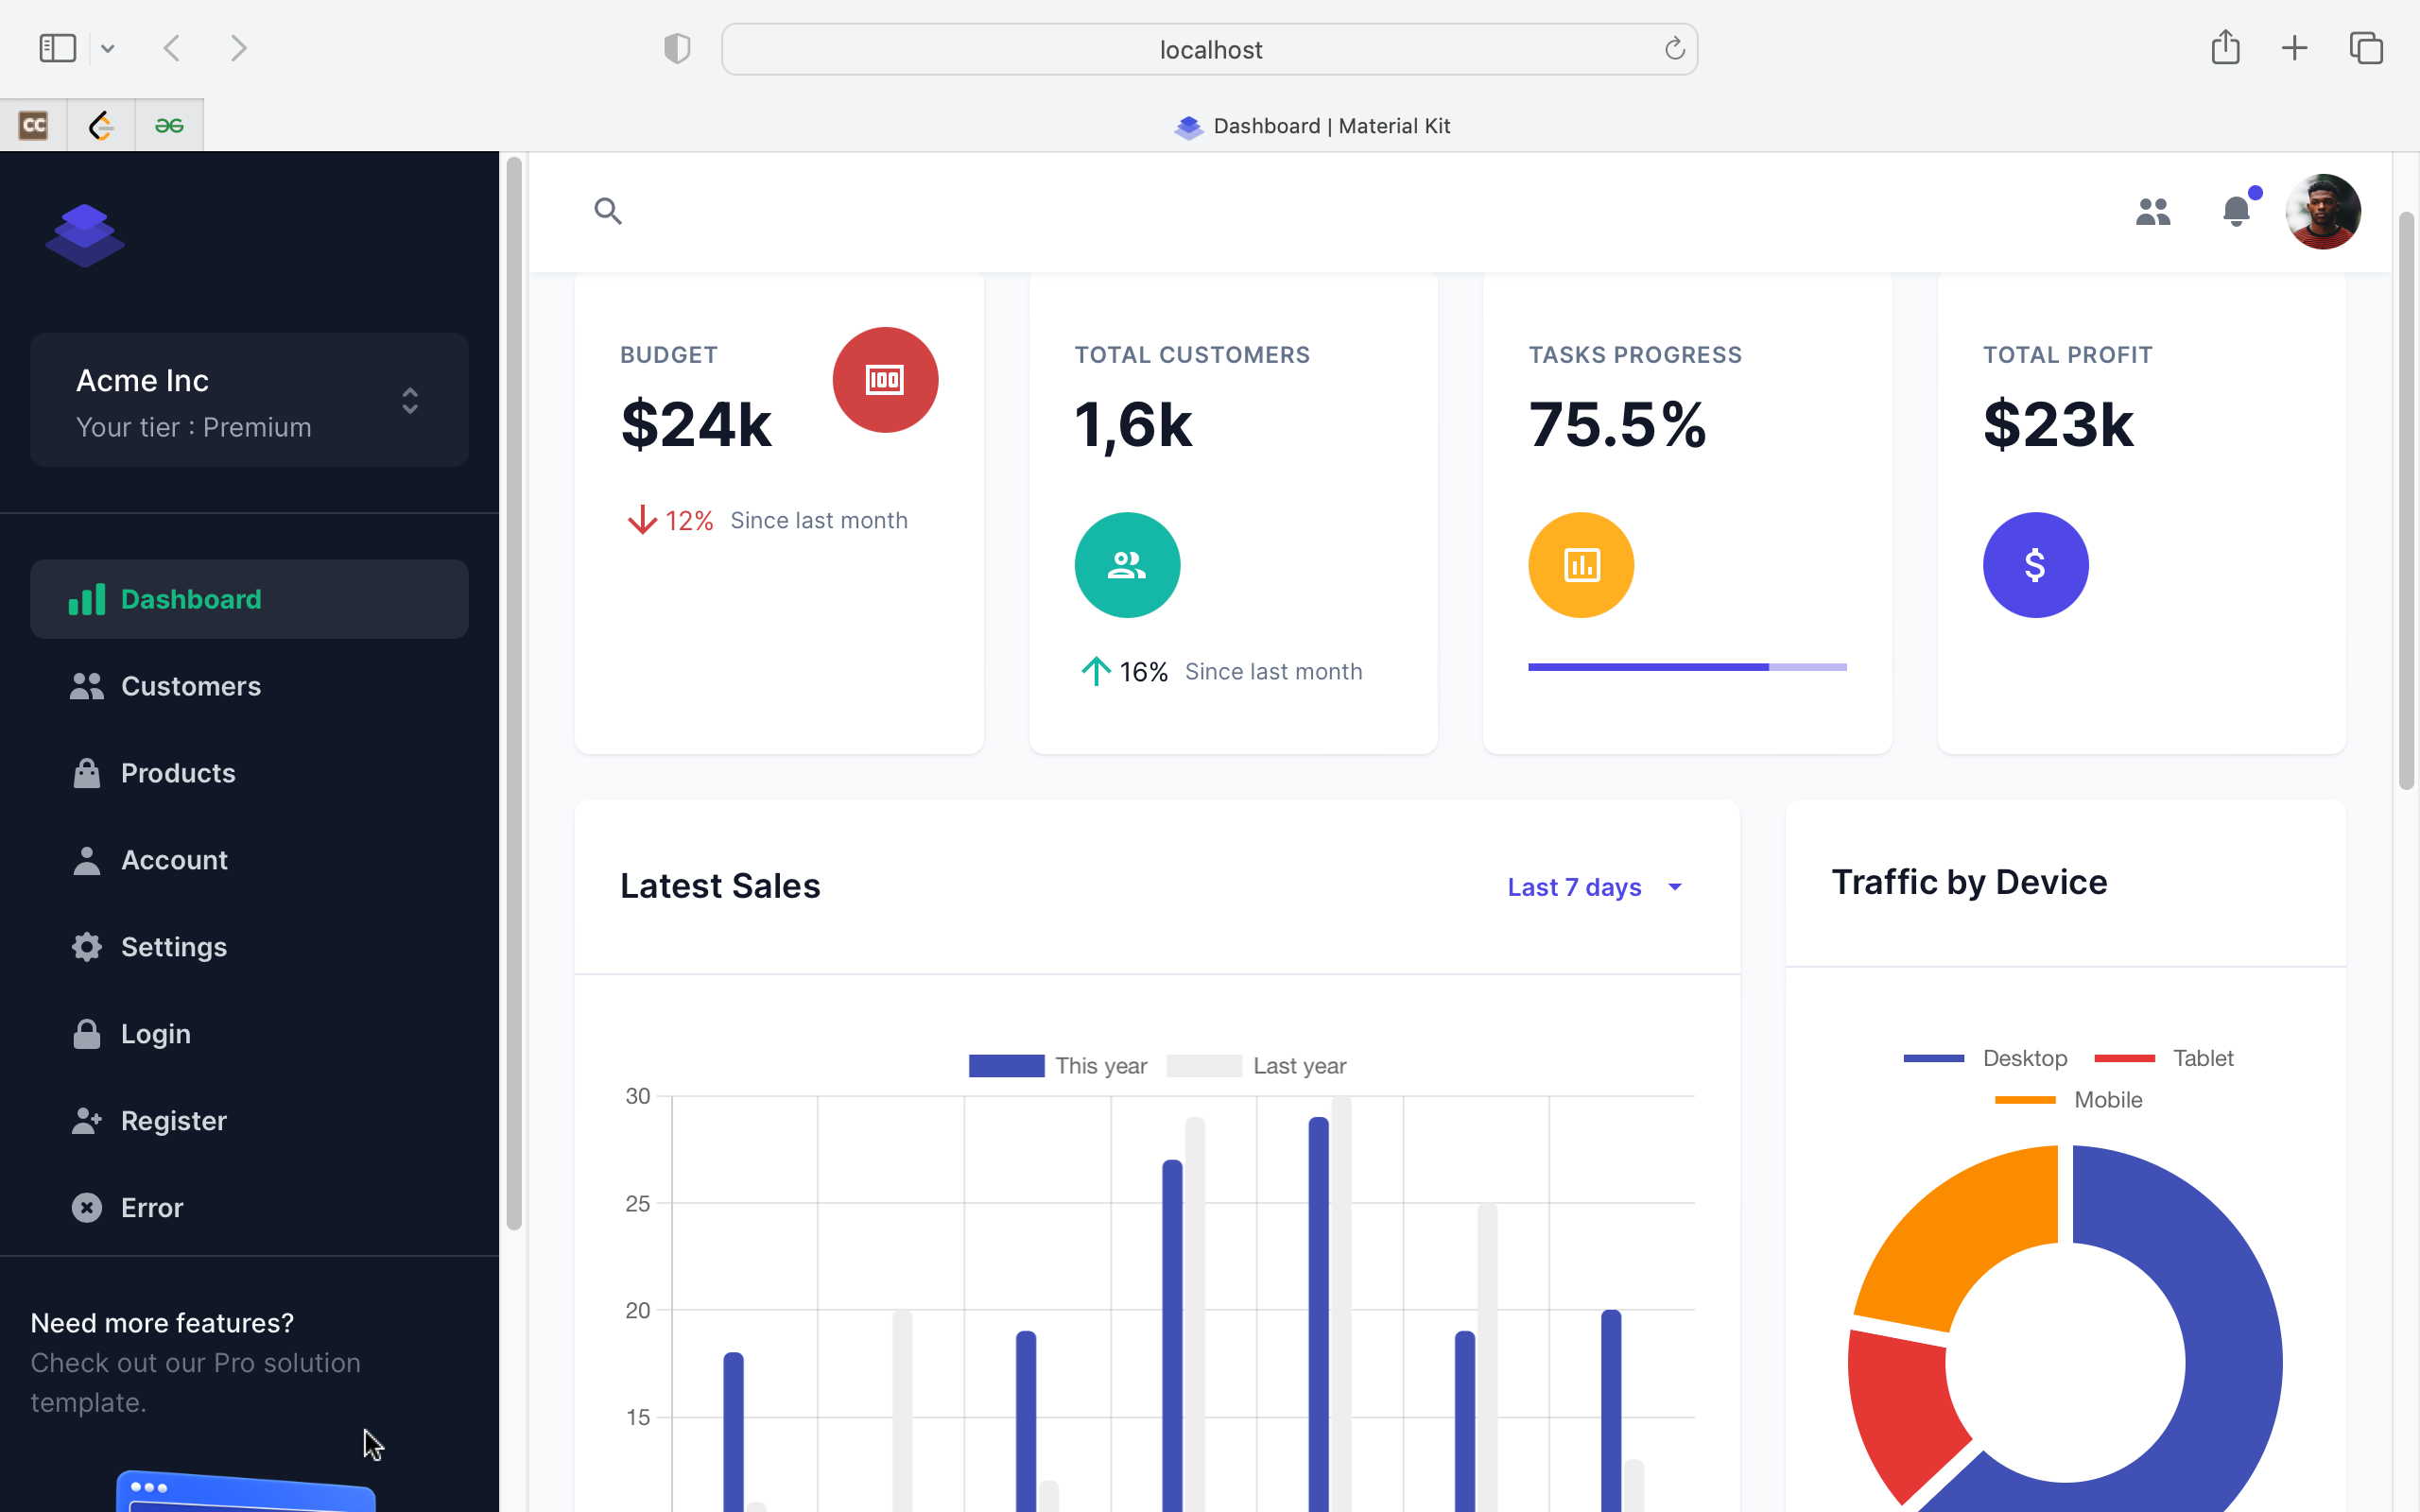 localhost
CC
Dashboard | Material Kit
Acme Inc
Your tier : Premium
Dashboard
Customers
Products
Account
Settings
Login
Register
Error
Need more features?
Check out our Pro solution
template.
BUDGET
$24k
100
12% Since last month
TOTAL CUSTOMERS
1,6k
16% Since last month
TASKS PROGRESS
75.5%
TOTAL PROFIT
$23k
$
Latest Sales
Last 7 days
This year Last year
30
25
20
15
Traffic by Device
Desktop Tablet
Mobile